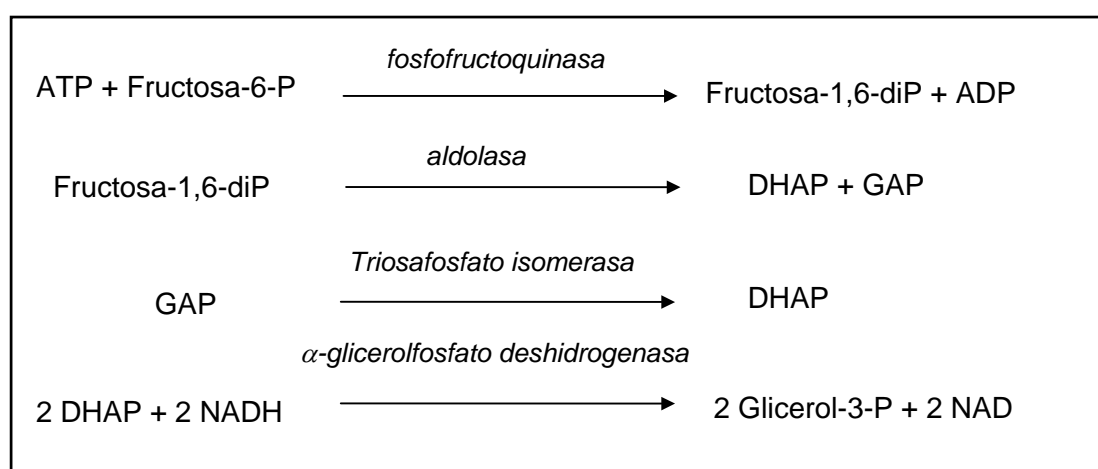 fosfofructoquinasa
ATP + Fructosa-6-P Fructosa-1,6-diP + ADP
aldolasa
Fructosa-1,6-diP DHAP + GAP
Triosafosfato isomerasa
GAP DHAP
α-glicerolfosfato deshidrogenasa
2 DHAP + 2 NADH 2 Glicerol-3-P + 2 NAD